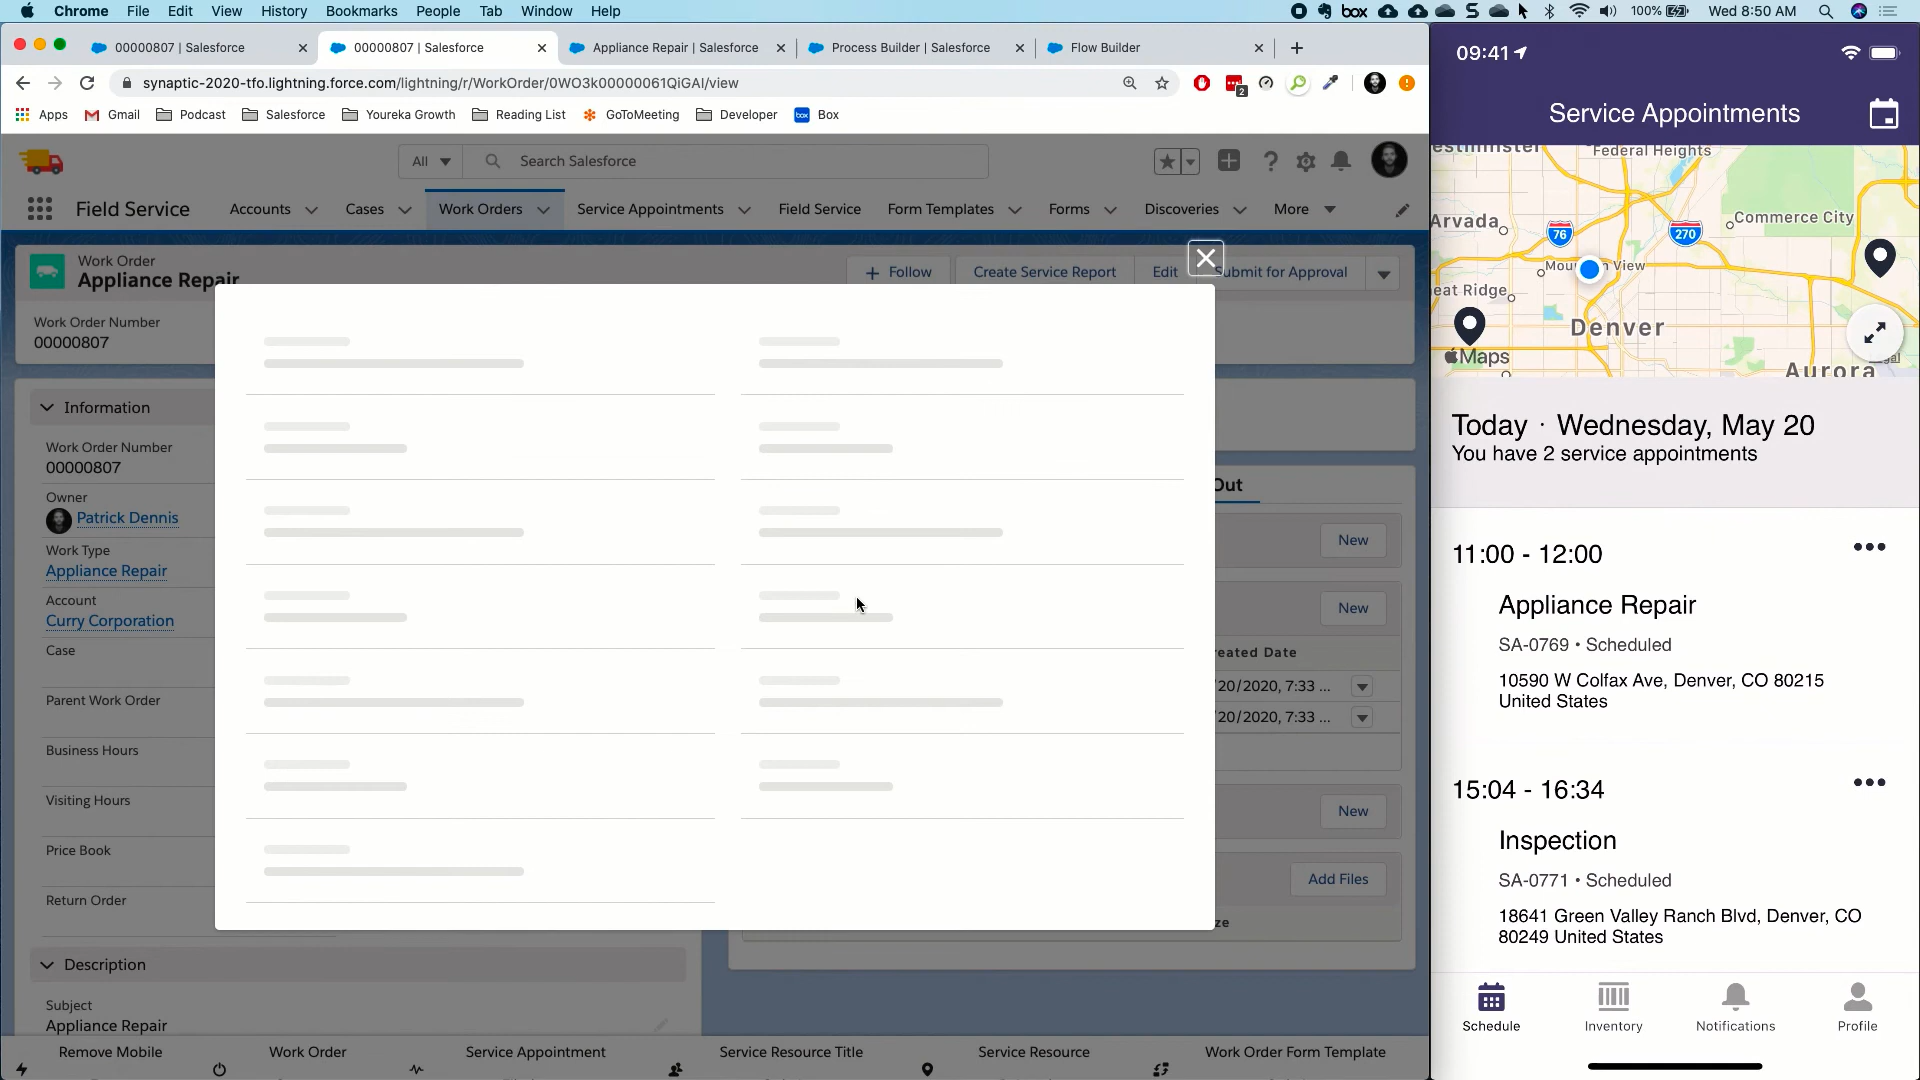 Chrome File Edit View History Bookmarks People Tab Window Help
box 100% Wed 8:50 AM
00000807 | Salesforce
00000807 | Salesforce
Appliance Repair | Salesforce
Process Builder | Salesforce
Flow Builder
synaptic-2020-tfo.lightning.force.com/lightning/r/WorkOrder/0WO3k00000061QiGAI/view
2
Apps Gmail Podcast Salesforce Youreka Growth Reading List GoToMeeting Developer box Box
All Search Salesforce
Field Service Accounts Cases Work Orders Service Appointments Field Service Form Templates Forms Discoveries More
Work Order
Appliance Repair
Follow Create Service Report Edit Submit for Approval
Work Order Number
00000807
Information
Work Order Number
00000807
Owner
Patrick Dennis
Work Type
Appliance Repair
Account
Curry Corporation
Case
Parent Work Order
Business Hours
Visiting Hours
Price Book
Return Order
Description
Subject
Appliance Repair
Out
New
New
reated Date
/20/2020, 7:33 ...
/20/2020, 7:33 ...
New
Add Files
ze
Remove Mobile Work Order Service Appointment Service Resource Title Service Resource Work Order Form Template
09:41
Service Appointments
estminster Federal Heights
Arvada
76
270
Commerce City
Mou n View
eat Ridge
Denver
Maps
Aurora
Today · Wednesday, May 20
You have 2 service appointments
11:00 - 12:00
Appliance Repair
SA-0769 • Scheduled
10590 W Colfax Ave, Denver, CO 80215
United States
15:04 - 16:34
Inspection
SA-0771 • Scheduled
18641 Green Valley Ranch Blvd, Denver, CO
80249 United States
Schedule Inventory Notifications Profile